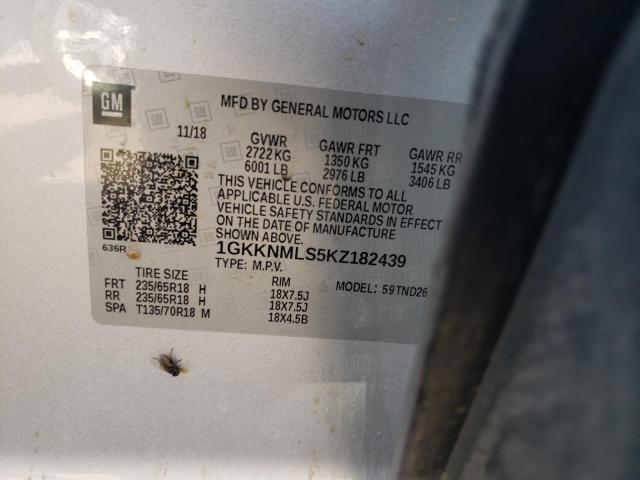 GM
MFD BY GENERAL MOTORS LLC
11/18
GVWR GAWR FRT GAWR RR
2722 KG 1350 KG 1545 KG
6001 LB 2976 LB 3406 LB
THIS VEHICLE CONFORMS TO ALL
APPLICABLE U.S. FEDERAL MOTOR
VEHICLE SAFETY STANDARDS IN EFFECT
ON THE DATE OF MANUFACTURE
SHOWN ABOVE.
636R
1GKKNMLS5KZ182439
TYPE: M.P.V.
TIRE SIZE RIM MODEL: 59TND26
FRT 235/65R18 H 18X7.5J
RR 235/65R18 H 18X7.5J
SPA T135/70R18 M 18X4.5B